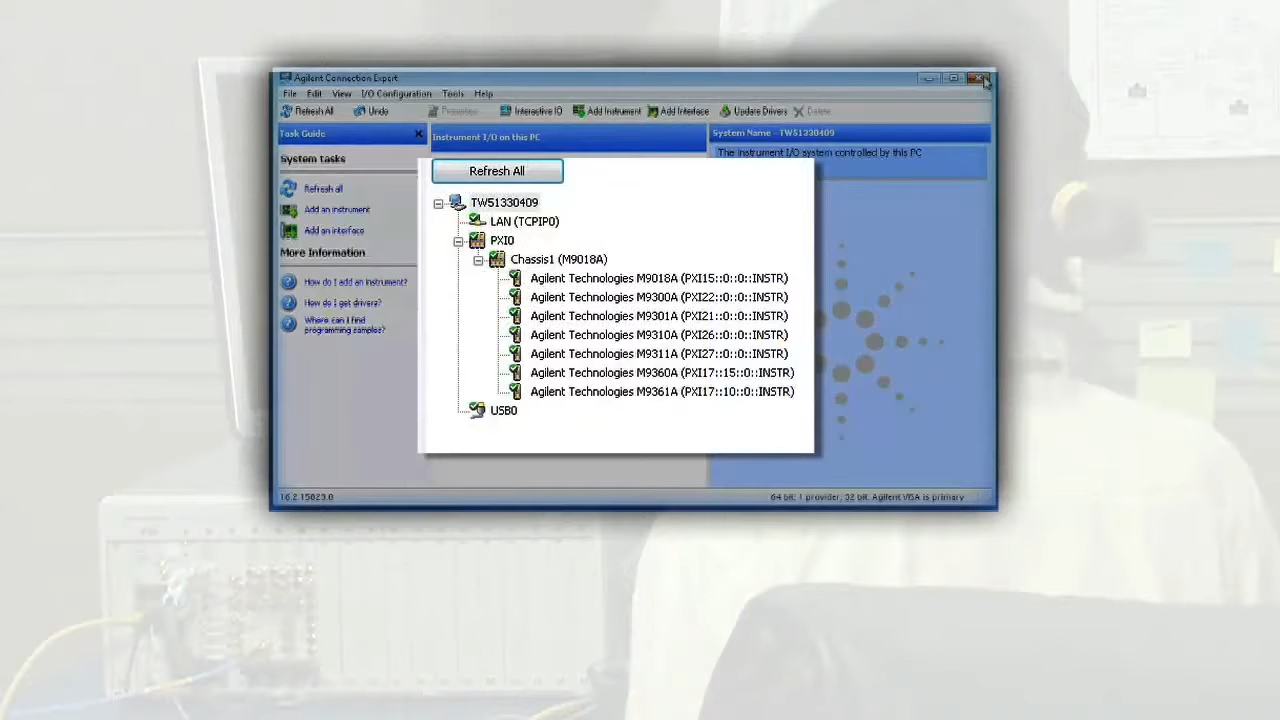 Agilent Connection Expert
File Edit View I/O Configuration Tools Help
Refresh All Undo Properties Interactive IO Add Instrument Add Interface Update Drivers Delete
Task Guide
Instrument I/O on this PC
System Name - TW51330409
System tasks
The instrument I/O system controlled by this PC
Refresh All
Refresh all
Add an instrument
Add an interface
More Information
How do I add an instrument?
How do I get drivers?
Where can I find
programming samples?
TW51330409
LAN (TCPIP0)
PXI0
Chassis1 (M9018A)
Agilent Technologies M9018A (PXI15::0::0::INSTR)
Agilent Technologies M9300A (PXI22::0::0::INSTR)
Agilent Technologies M9301A (PXI21::0::0::INSTR)
Agilent Technologies M9310A (PXI26::0::0::INSTR)
Agilent Technologies M9311A (PXI27::0::0::INSTR)
Agilent Technologies M9360A (PXI17::15::0::INSTR)
Agilent Technologies M9361A (PXI17::10::0::INSTR)
USB0
16.2.15823.0
64 bit: 1 provider, 32 bit: Agilent VISA is primary